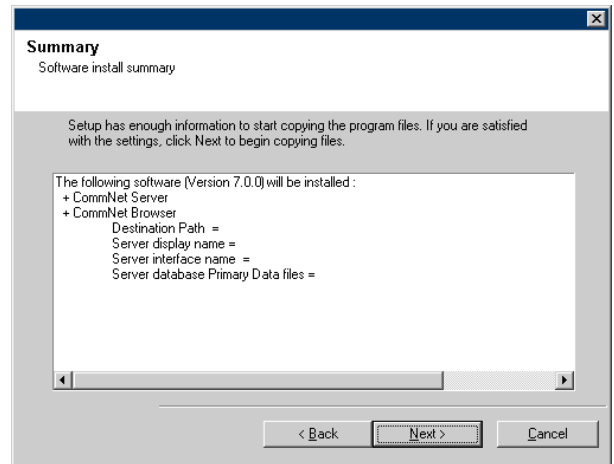 Summary
Software install summary
Setup has enough information to start copying the program files. If you are satisfied
with the settings, click Next to begin copying files.
The following software (Version 7.0.0) will be installed :
+ CommNet Server
+ CommNet Browser
Destination Path =
Server display name =
Server interface name =
Server database Primary Data files =
< Back
Next >
Cancel